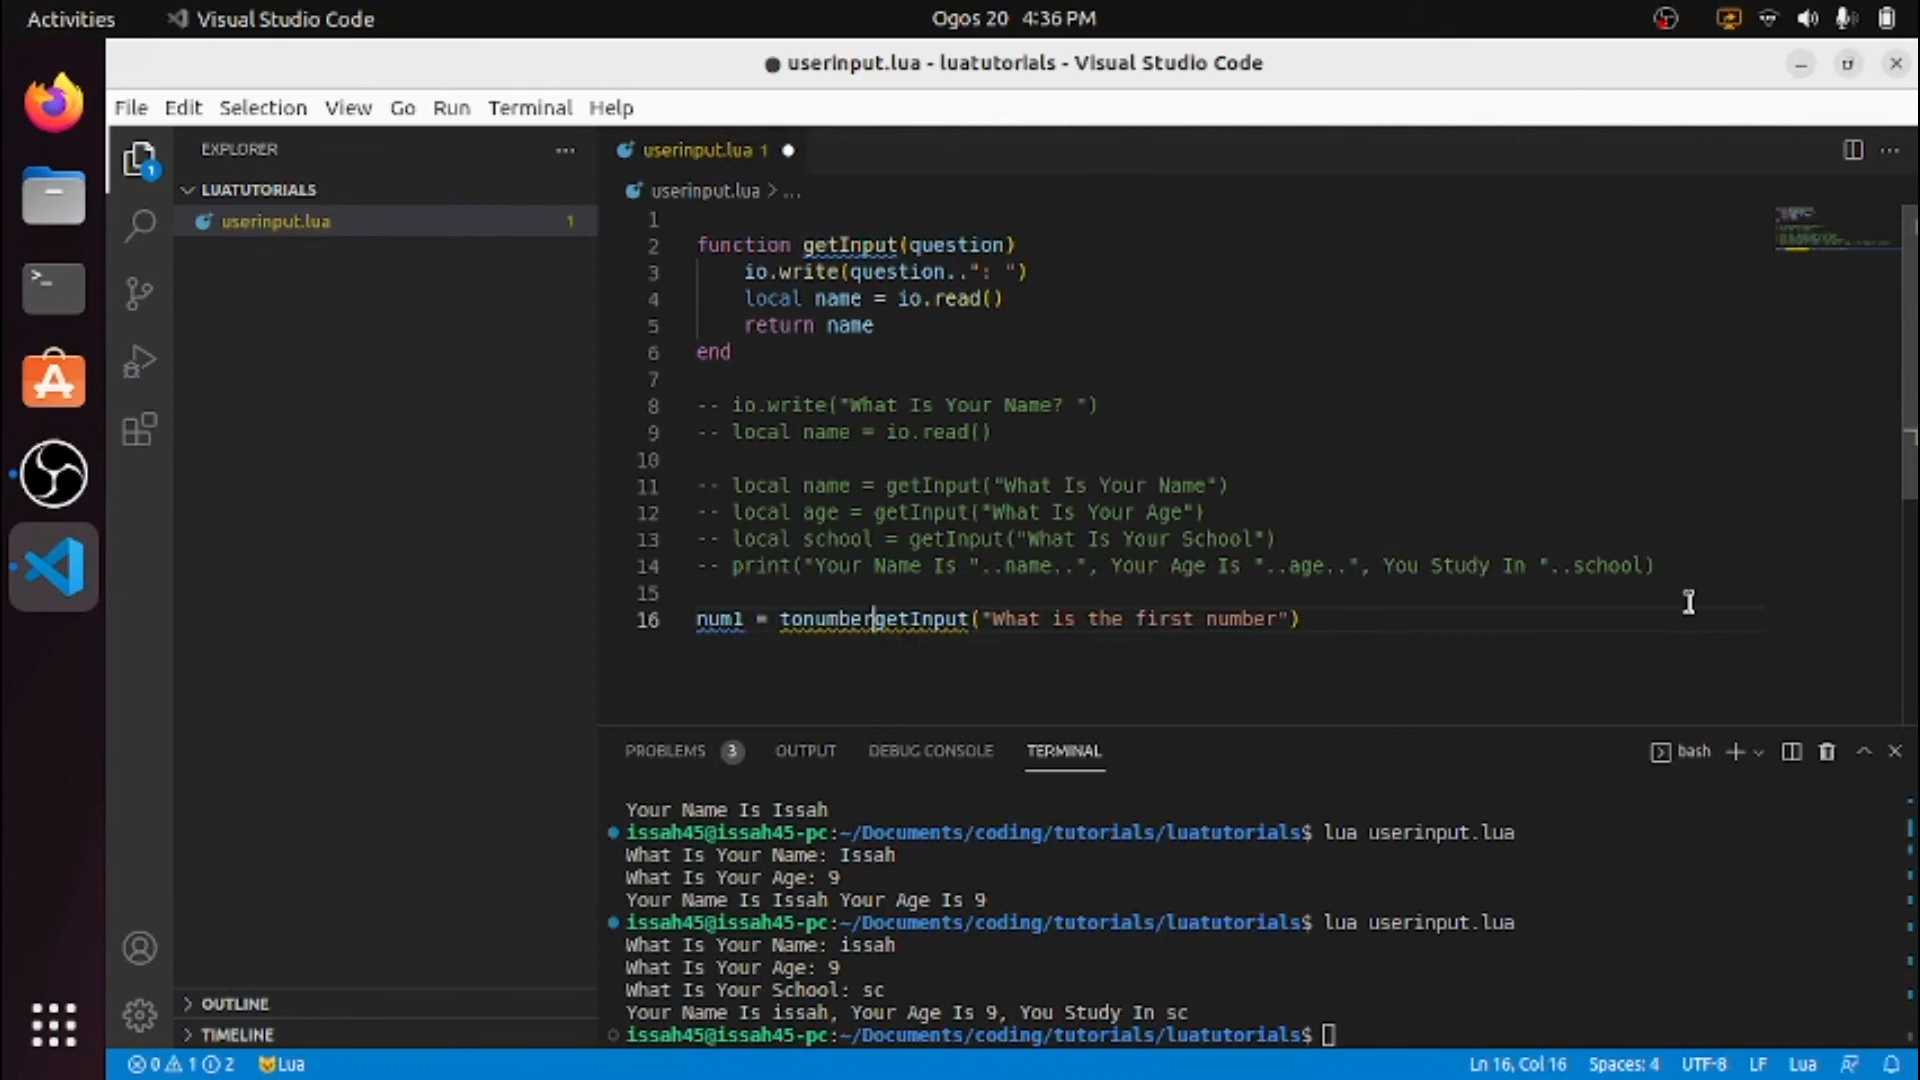 Activities Visual Studio Code Ogos 20 4:36 PM
userinput.lua - luatutorials - Visual Studio Code
File Edit Selection View Go Run Terminal Help
EXPLORER ...
LUATUTORIALS
userinput.lua 1
1
userinput.lua 1
userinput.lua > ...
1
2 function getInput(question)
3 io.write(question..": ")
4 local name = io.read()
5 return name
6 end
7
8 -- io.write("What Is Your Name? ")
9 -- local name = io.read()
10
11 -- local name = getInput("What Is Your Name")
12 -- local age = getInput("What Is Your Age")
13 -- local school = getInput("What Is Your School")
14 -- print("Your Name Is "..name..", Your Age Is "..age..", You Study In "..school)
15
16 num1 = tonumbergetInput("What is the first number")
PROBLEMS 3 OUTPUT DEBUG CONSOLE TERMINAL bash
Your Name Is Issah
issah45@issah45-pc:~/Documents/coding/tutorials/luatutorials$ lua userinput.lua
What Is Your Name: Issah
What Is Your Age: 9
Your Name Is Issah Your Age Is 9
issah45@issah45-pc:~/Documents/coding/tutorials/luatutorials$ lua userinput.lua
What Is Your Name: issah
What Is Your Age: 9
What Is Your School: sc
Your Name Is issah, Your Age Is 9, You Study In sc
issah45@issah45-pc:~/Documents/coding/tutorials/luatutorials$
OUTLINE
TIMELINE
0 1 2 Lua Ln 16, Col 16 Spaces: 4 UTF-8 LF Lua